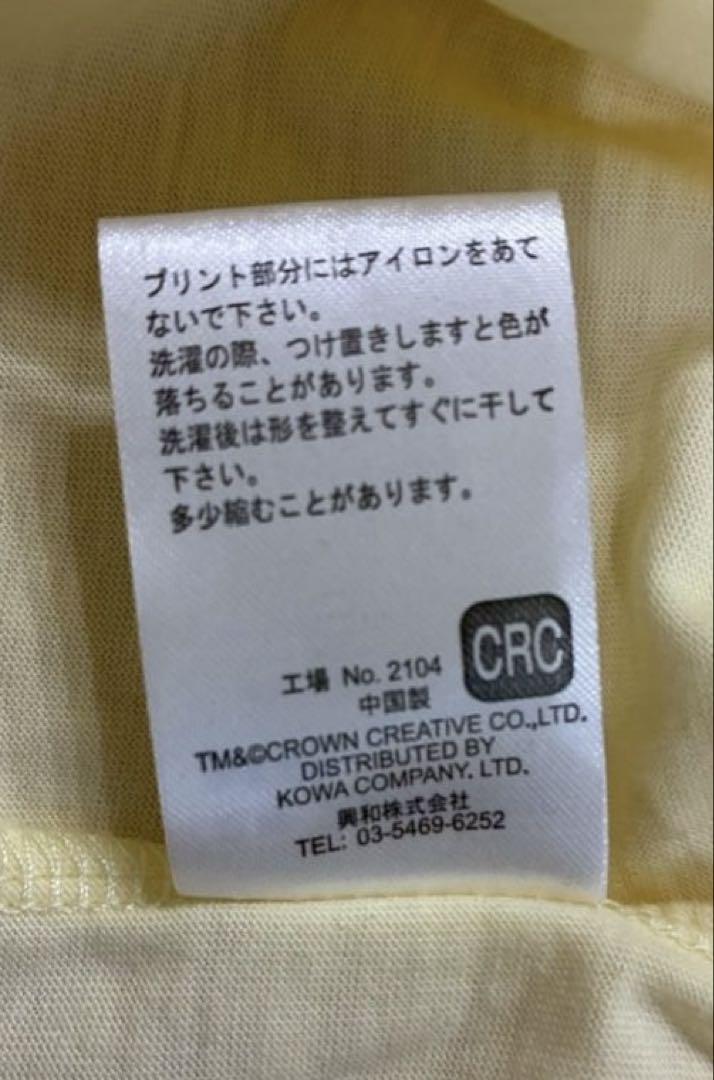 プリント部分にはアイロンをあて
ないで下さい。
洗濯の際、つけ置きしますと色が
落ちることがあります。
洗濯後は形を整えてすぐに干して
下さい。
多少縮むことがあります。
CRC
工場 No. 2104
中国製
TM&©CROWN CREATIVE CO.,LTD.
DISTRIBUTED BY
KOWA COMPANY. LTD.
興和株式会社
TEL: 03-5469-6252